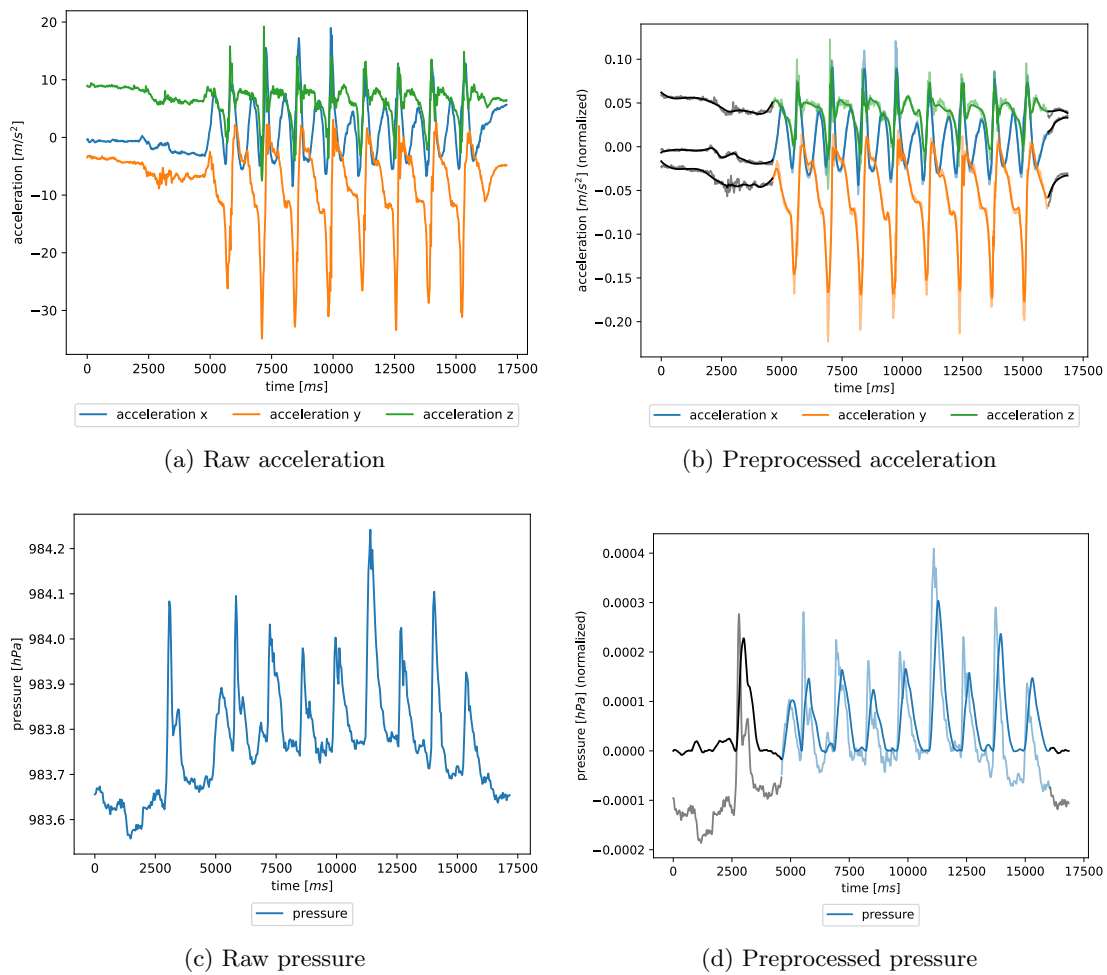 20
10
0
−10
−20
−30
acceleration [m/s²]
0 2500 5000 7500 10000 12500 15000 17500
time [ms]
acceleration x acceleration y acceleration z
(a) Raw acceleration
0.10
0.05
0.00
−0.05
−0.10
−0.15
−0.20
acceleration [m/s²] (normalized)
0 2500 5000 7500 10000 12500 15000 17500
time [ms]
acceleration x acceleration y acceleration z
(b) Preprocessed acceleration
984.2
984.1
984.0
983.9
983.8
983.7
983.6
pressure [hPa]
0 2500 5000 7500 10000 12500 15000 17500
time [ms]
pressure
(c) Raw pressure
0.0004
0.0003
0.0002
0.0001
0.0000
−0.0001
−0.0002
pressure [hPa] (normalized)
0 2500 5000 7500 10000 12500 15000 17500
time [ms]
pressure
(d) Preprocessed pressure